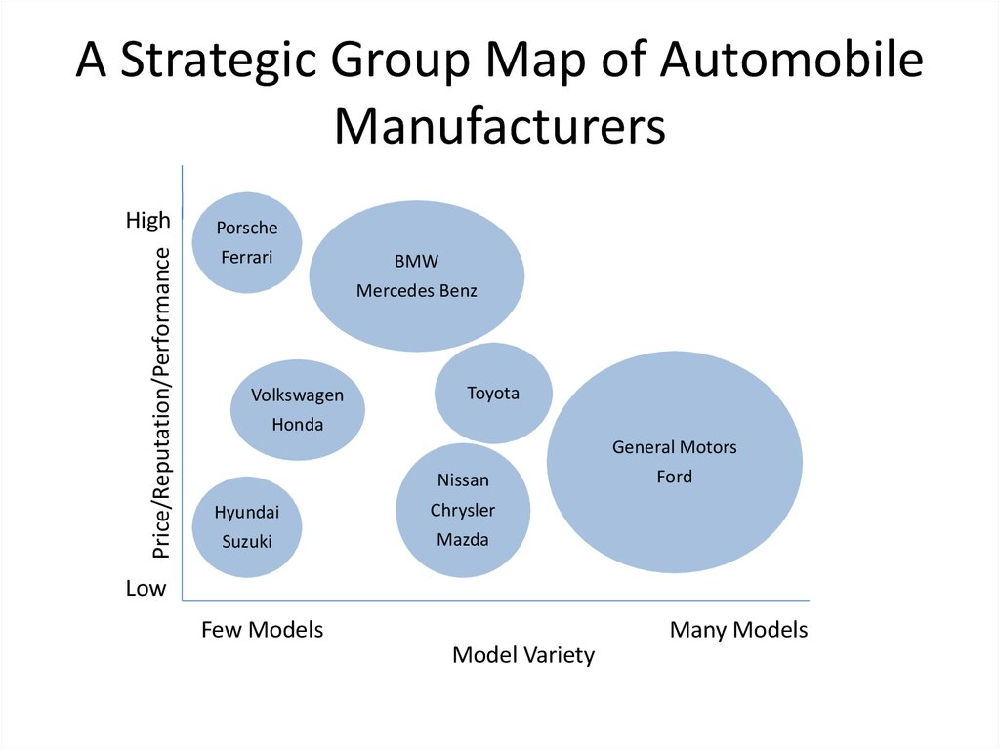 A Strategic Group Map of Automobile
Manufacturers
High
Price/Reputation/Performance
Low
Porsche
Ferrari
BMW
Mercedes Benz
Volkswagen
Honda
Toyota
General Motors
Ford
Nissan
Chrysler
Mazda
Hyundai
Suzuki
Few Models
Many Models
Model Variety